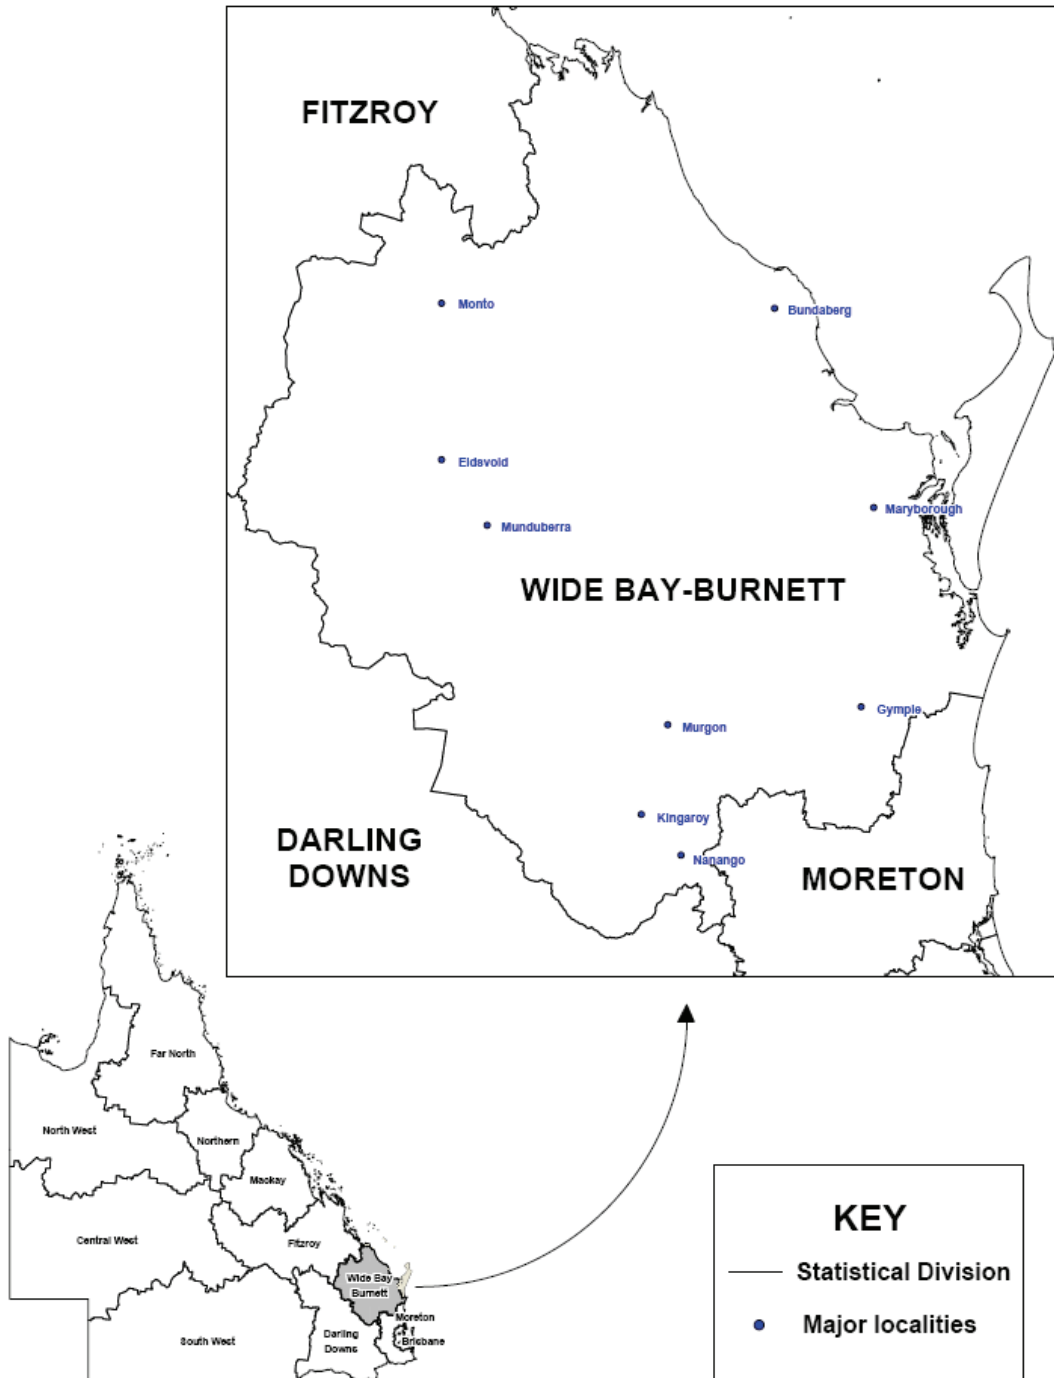 FITZROY
Monto
Bundaberg
Eidsvold
Maryborough
Munduberra
WIDE BAY-BURNETT
Gympie
Murgon
Kingaroy
DARLING
DOWNS
Nanango
MORETON
Far North
North West
Northern
Mackay
Central West
Fitzroy
Wide Bay
Burnett
Moreton
South West
Darling
Downs
Brisbane
KEY
Statistical Division
Major localities